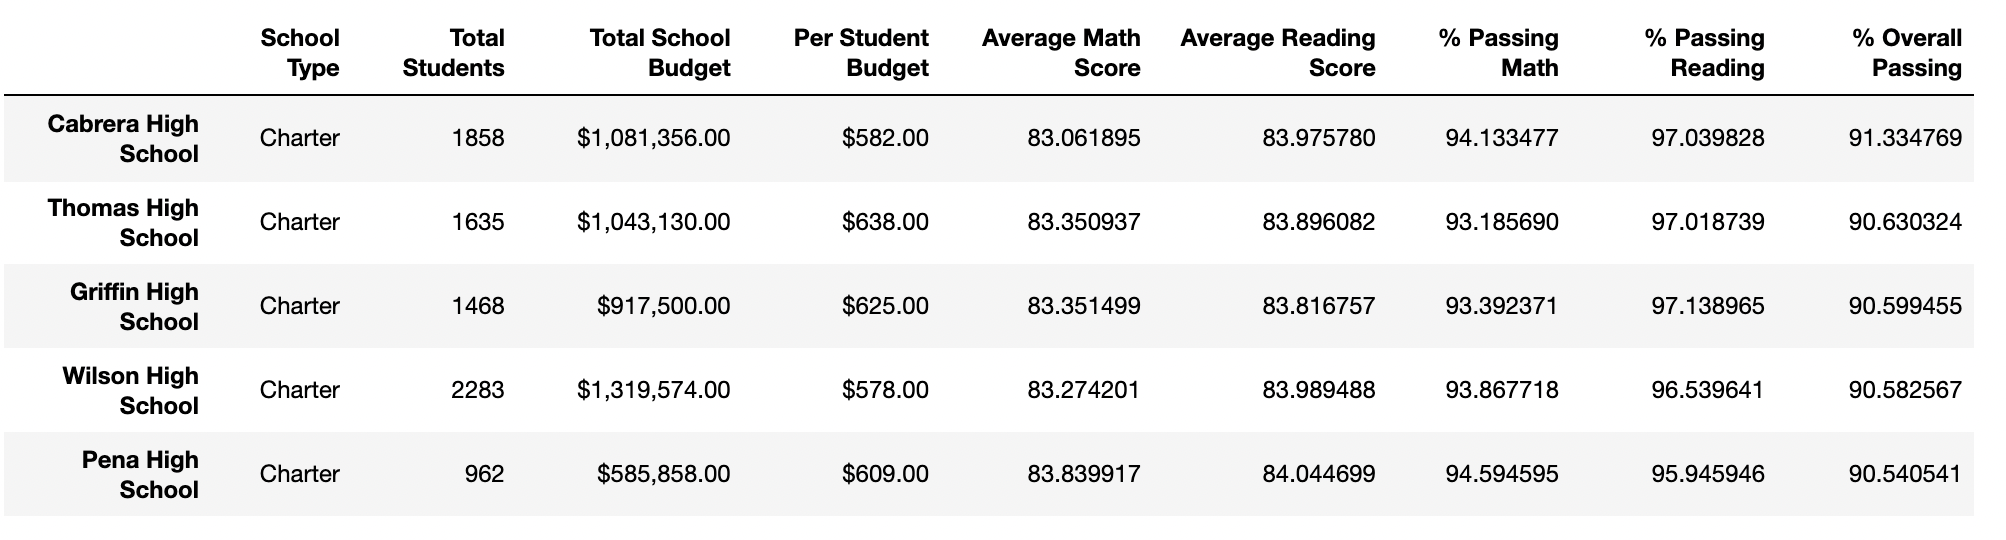 School Type Total Students Total School Budget Per Student Budget Average Math Score Average Reading Score % Passing Math % Passing Reading % Overall Passing
Cabrera High School Charter 1858 $1,081,356.00 $582.00 83.061895 83.975780 94.133477 97.039828 91.334769
Thomas High School Charter 1635 $1,043,130.00 $638.00 83.350937 83.896082 93.185690 97.018739 90.630324
Griffin High School Charter 1468 $917,500.00 $625.00 83.351499 83.816757 93.392371 97.138965 90.599455
Wilson High School Charter 2283 $1,319,574.00 $578.00 83.274201 83.989488 93.867718 96.539641 90.582567
Pena High School Charter 962 $585,858.00 $609.00 83.839917 84.044699 94.594595 95.945946 90.540541